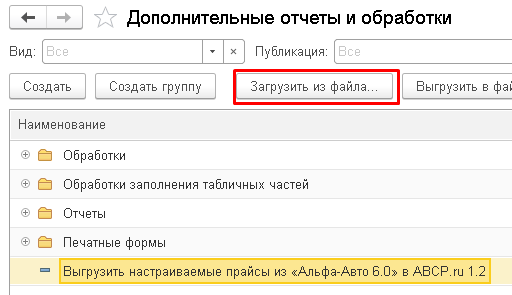 Дополнительные отчеты и обработки
Вид: Все Публикация: Все
Создать Создать группу Загрузить из файла... Выгрузить в фай
Наименование
Обработки
Обработки заполнения табличных частей
Отчеты
Печатные формы
Выгрузить настраиваемые прайсы из «Альфа-Авто 6.0» в ABCP.ru 1.2